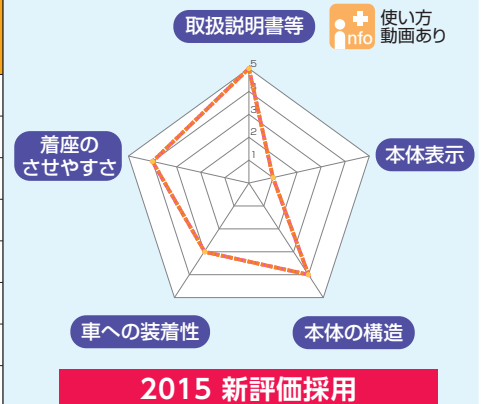 取扱説明書等
nfo
使い方
動画あり
5
4
3
2
1
着座の
させやすさ
本体表示
車への装着性
本体の構造
2015 新評価採用